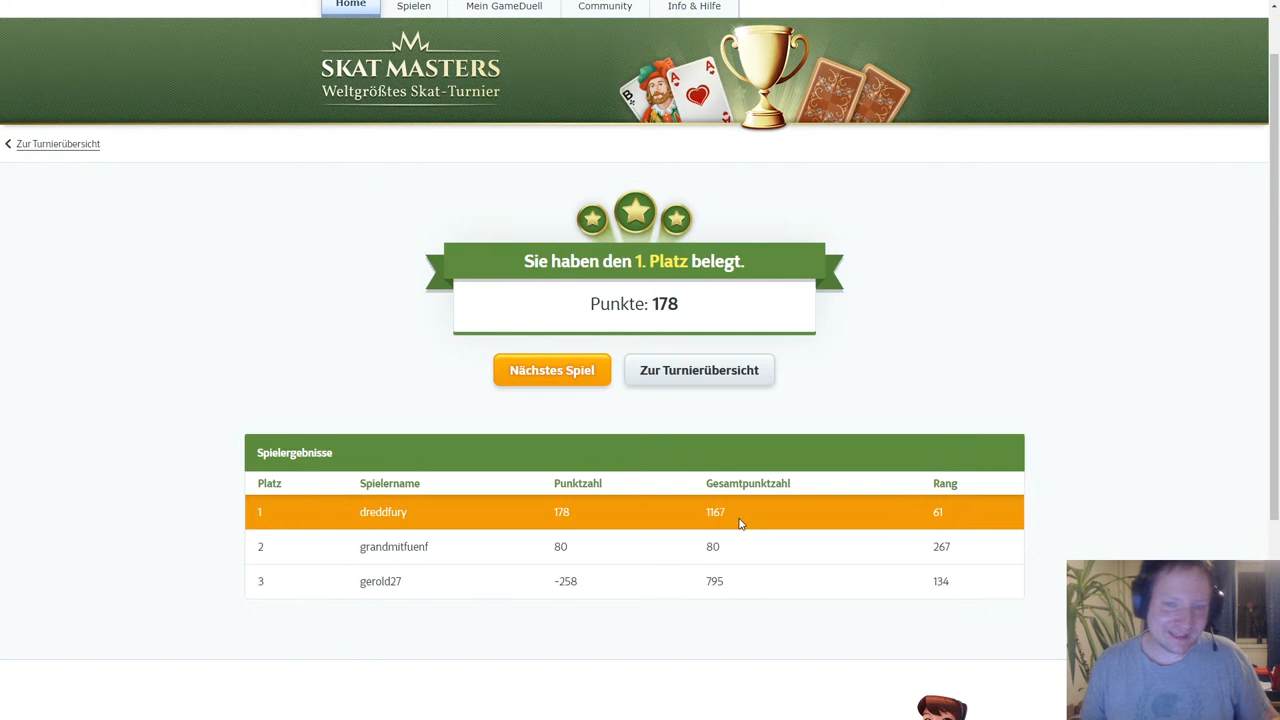 Home Spielen Mein GameDuell Community Info & Hilfe
SKAT MASTERS
Weltgrößtes Skat-Turnier
B A A
Zur Turnierübersicht
Sie haben den 1. Platz belegt.
Punkte: 178
Nächstes Spiel Zur Turnierübersicht
Spielergebnisse
Platz Spielername Punktzahl Gesamtpunktzahl Rang
1 dreddfury 178 1167 61
2 grandmitfuenf 80 80 267
3 gerold27 -258 795 134